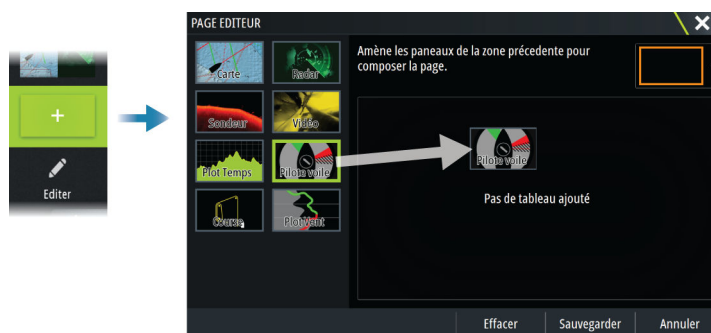 PAGE EDITEUR
Amène les paneaux de la zone précedente pour
composer la page.
Carte
Radar
Sondeur
Vidéo
Plot Temps
Pilote voile
Course
Plot Vent
Pilote voile
Pas de tableau ajouté
Editer
Effacer
Sauvegarder
Annuler